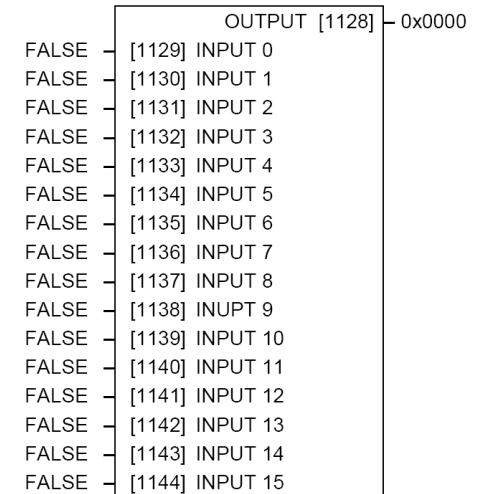 OUTPUT [1128] 0x0000
FALSE [1129] INPUT 0
FALSE [1130] INPUT 1
FALSE [1131] INPUT 2
FALSE [1132] INPUT 3
FALSE [1133] INPUT 4
FALSE [1134] INPUT 5
FALSE [1135] INPUT 6
FALSE [1136] INPUT 7
FALSE [1137] INPUT 8
FALSE [1138] INUPT 9
FALSE [1139] INPUT 10
FALSE [1140] INPUT 11
FALSE [1141] INPUT 12
FALSE [1142] INPUT 13
FALSE [1143] INPUT 14
FALSE [1144] INPUT 15